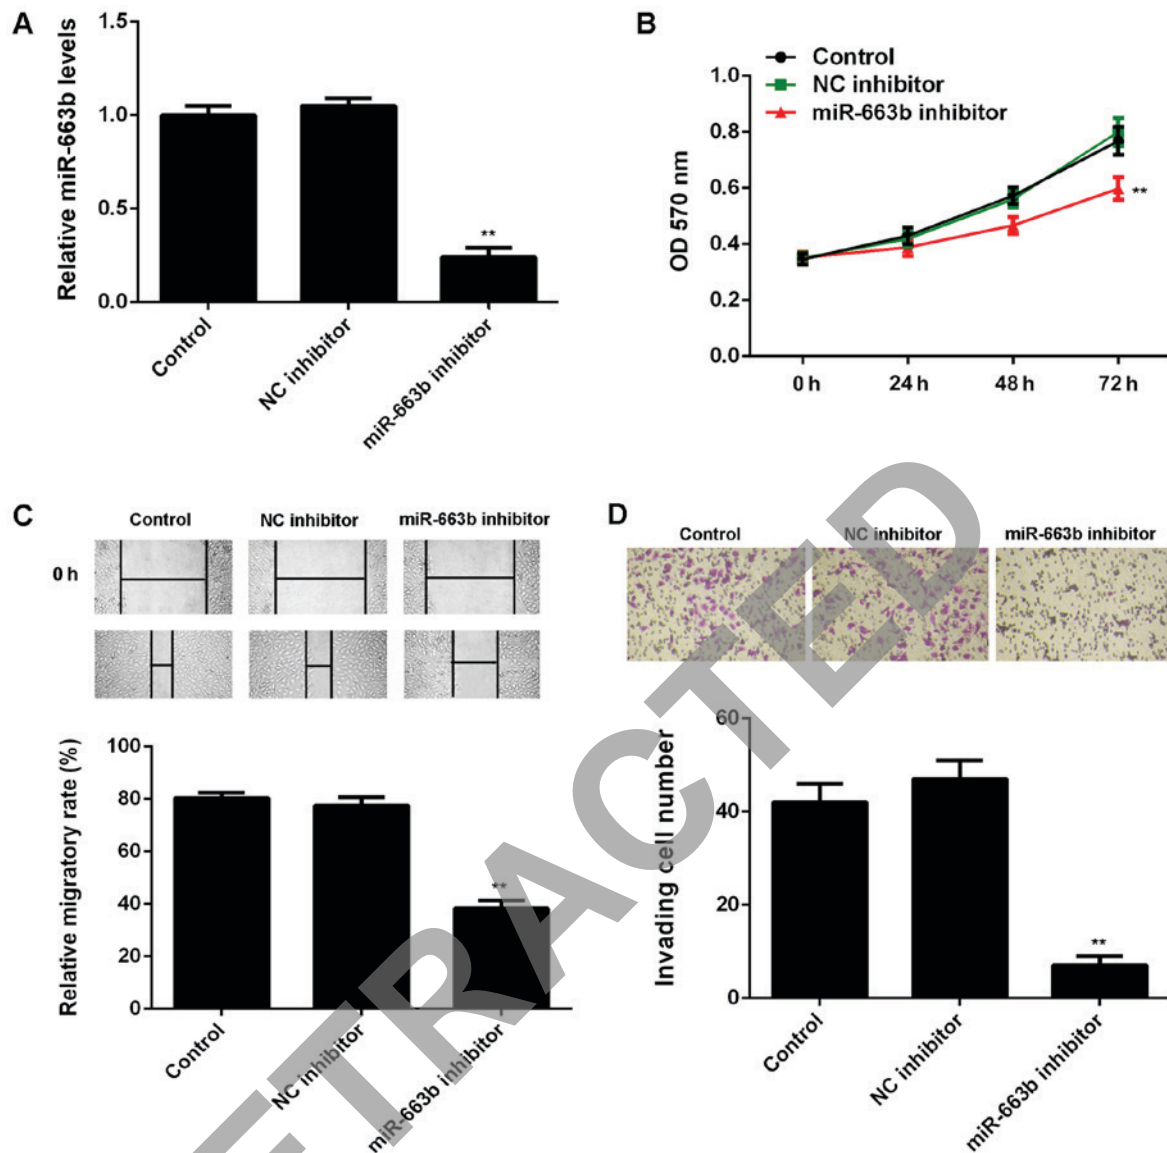 A
Relative miR-663b levels
1.5
1.0
0.5
0.0
**
Control
NC inhibitor
miR-663b inhibitor
B
Control
NC inhibitor
miR-663b inhibitor
OD 570 nm
1.0
0.8
0.6
0.4
0.2
0.0
**
0 h
24 h
48 h
72 h
C
Control
NC inhibitor
miR-663b inhibitor
0 h
Relative migratory rate (%)
100
80
60
40
20
0
**
Control
NC inhibitor
miR-663b inhibitor
D
Control
NC inhibitor
miR-663b inhibitor
Invading cell number
60
40
20
0
**
Control
NC inhibitor
miR-663b inhibitor
ETRACTED